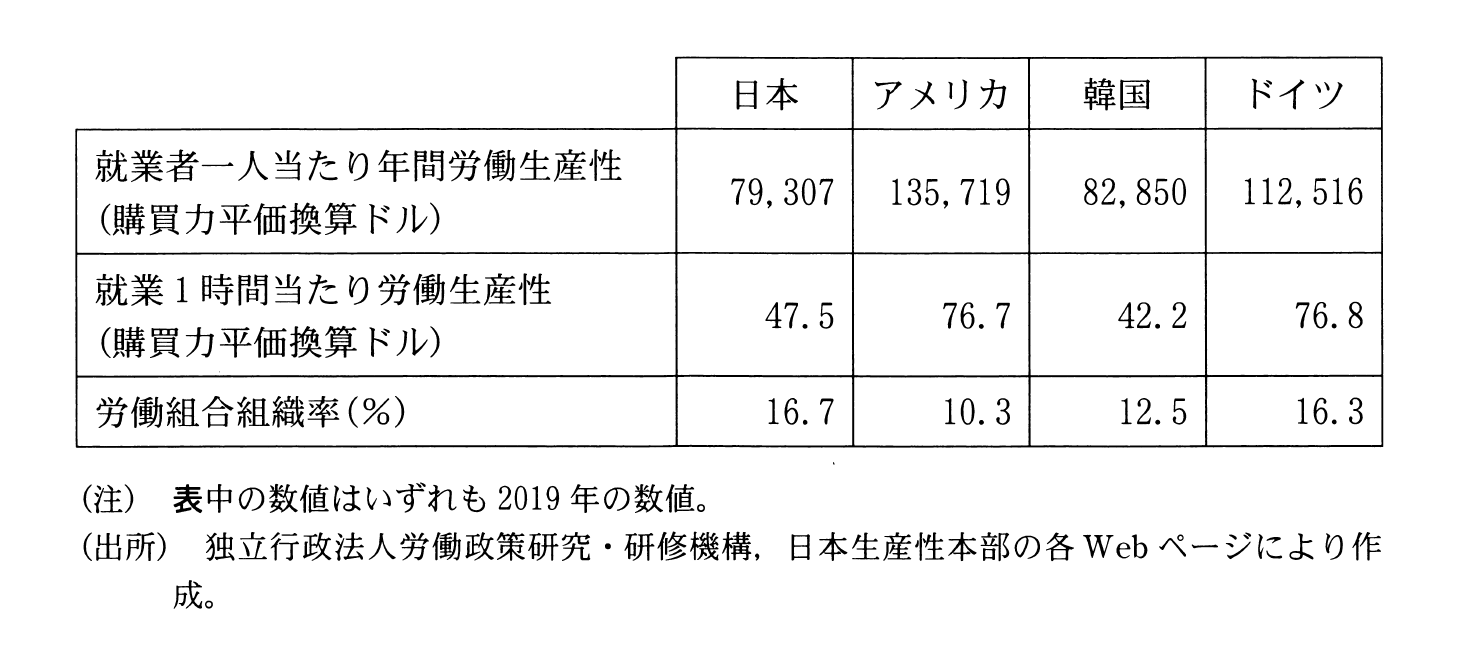 日本 アメリカ 韓国 ドイツ
就業者一人当たり年間労働生産性
(購買力平価換算ドル) 79,307 135,719 82,850 112,516
就業1時間当たり労働生産性
(購買力平価換算ドル) 47.5 76.7 42.2 76.8
労働組合組織率(%) 16.7 10.3 12.5 16.3
(注) 表中の数値はいずれも 2019 年の数値。
(出所) 独立行政法人労働政策研究・研修機構,日本生産性本部の各 Web ページにより作
成。